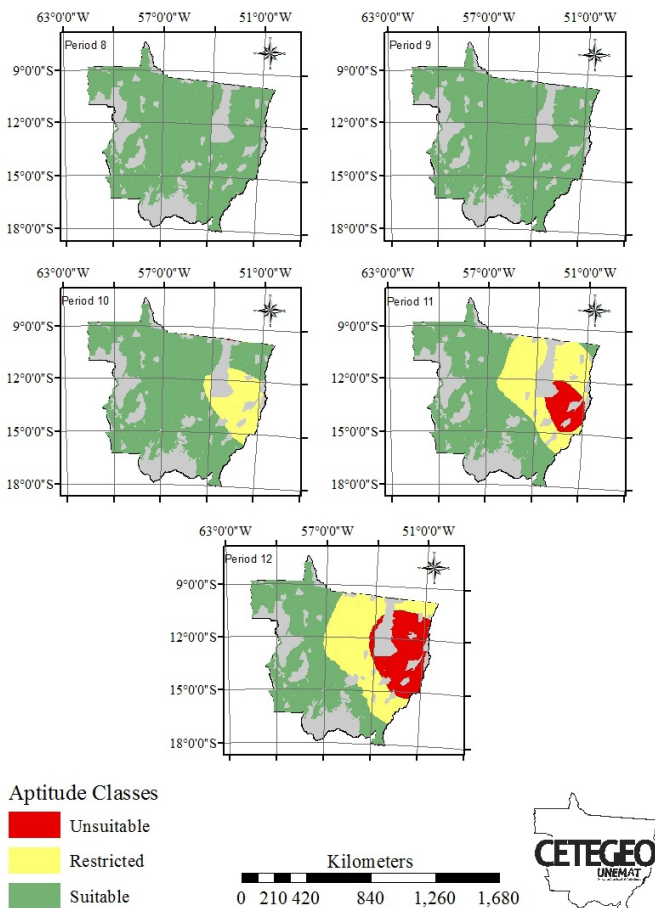 63°0'0"W 57°0'0"W 51°0'0"W
Period 8
9°0'0"S
12°0'0"S
15°0'0"S
18°0'0"S
63°0'0"W 57°0'0"W 51°0'0"W
Period 9
9°0'0"S
12°0'0"S
15°0'0"S
18°0'0"S
63°0'0"W 57°0'0"W 51°0'0"W
Period 10
9°0'0"S
12°0'0"S
15°0'0"S
18°0'0"S
63°0'0"W 57°0'0"W 51°0'0"W
Period 11
9°0'0"S
12°0'0"S
15°0'0"S
18°0'0"S
63°0'0"W 57°0'0"W 51°0'0"W
Period 12
9°0'0"S
12°0'0"S
15°0'0"S
18°0'0"S
Aptitude Classes
Unsuitable
Restricted
Suitable
Kilometers
0 210 420 840 1,260 1,680
CETEGEO
UNEMAT